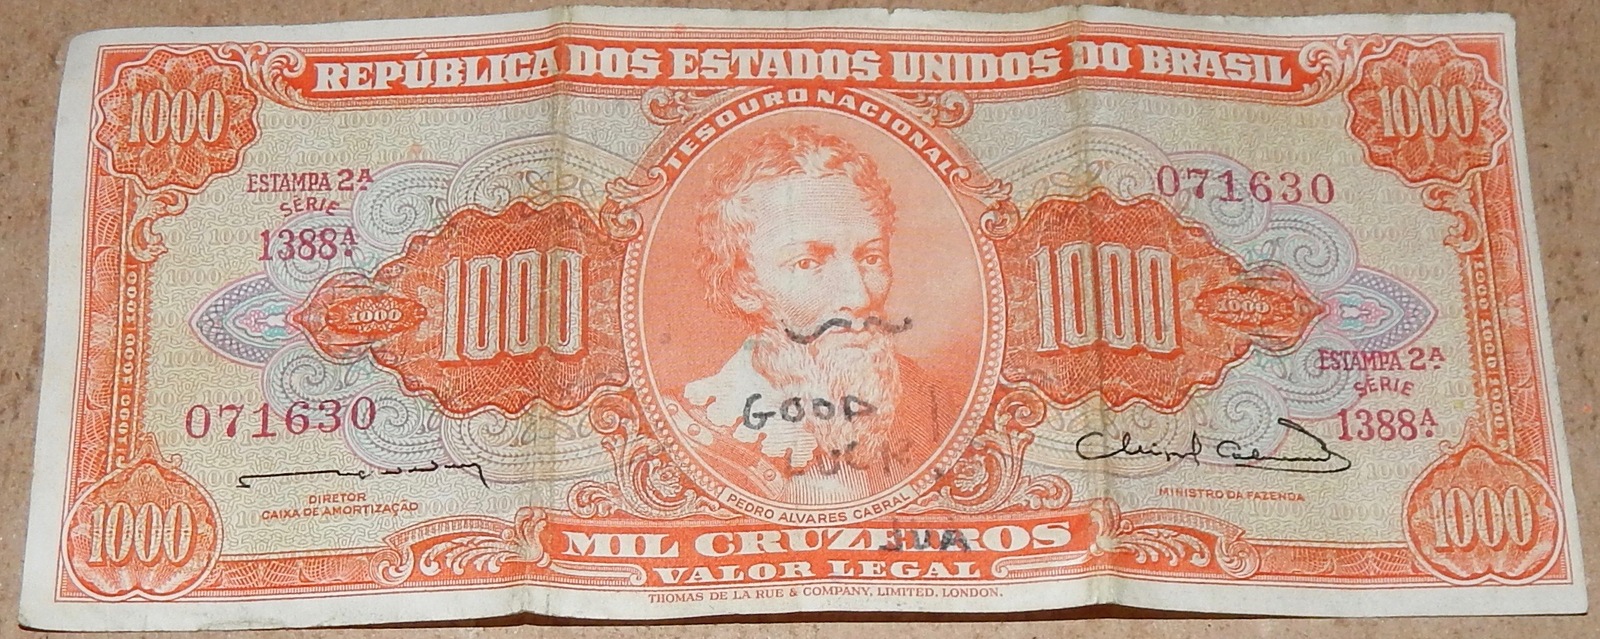 REPÚBLICA DOS ESTADOS UNIDOS DO BRASIL
1000
1000
TESOURO NACIONAL
ESTAMPA 2A
SÉRIE
1388A
071630
1000
1000
1000
1000
ESTAMPA 2A
SÉRIE
1388A
071630
GOOD
LUCK
DIRETOR
CAIXA DE AMORTIZAÇÃO
MINISTRO DA FAZENDA
PEDRO ALVARES CABRAL
1000
1000
MIL CRUZEIROS
VALOR LEGAL
THOMAS DE LA RUE & COMPANY, LIMITED, LONDON.